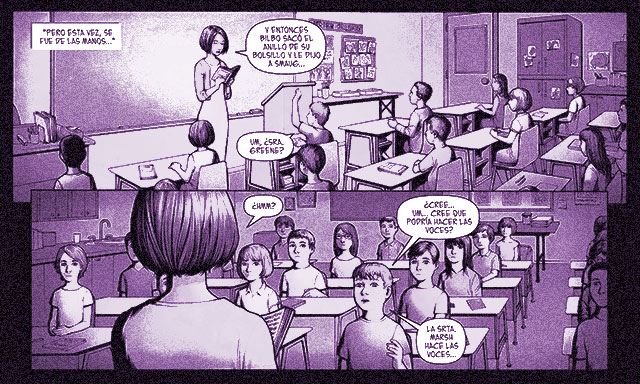 "PERO ESTA VEZ, SE
FUE DE LAS MANOS..."
Y ENTONCES
BILBO SACÓ EL
ANILLO DE SU
BOLSILLO Y LE DIJO
A SMAUG...
UM, ¿SRA.
GREENE?
¿HMM?
¿CREE...
UM... CREE QUE
PODRÍA HACER LAS
VOCES?
LA SRTA.
MARSH
HACE LAS
VOCES...